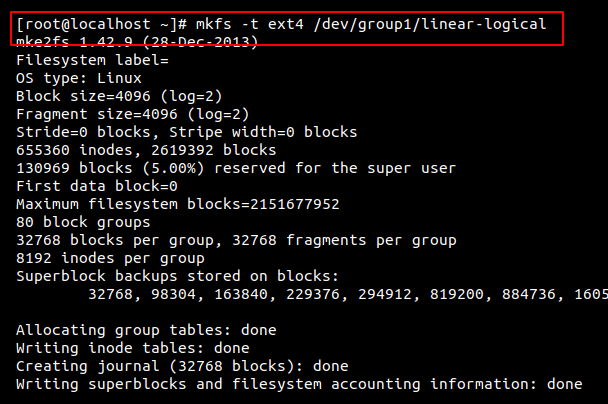 [root@localhost ~]# mkfs -t ext4 /dev/group1/linear-logical
mke2fs 1.42.9 (28-Dec-2013)
Filesystem label=
OS type: Linux
Block size=4096 (log=2)
Fragment size=4096 (log=2)
Stride=0 blocks, Stripe width=0 blocks
655360 inodes, 2619392 blocks
130969 blocks (5.00%) reserved for the super user
First data block=0
Maximum filesystem blocks=2151677952
80 block groups
32768 blocks per group, 32768 fragments per group
8192 inodes per group
Superblock backups stored on blocks:
32768, 98304, 163840, 229376, 294912, 819200, 884736, 1605
Allocating group tables: done
Writing inode tables: done
Creating journal (32768 blocks): done
Writing superblocks and filesystem accounting information: done